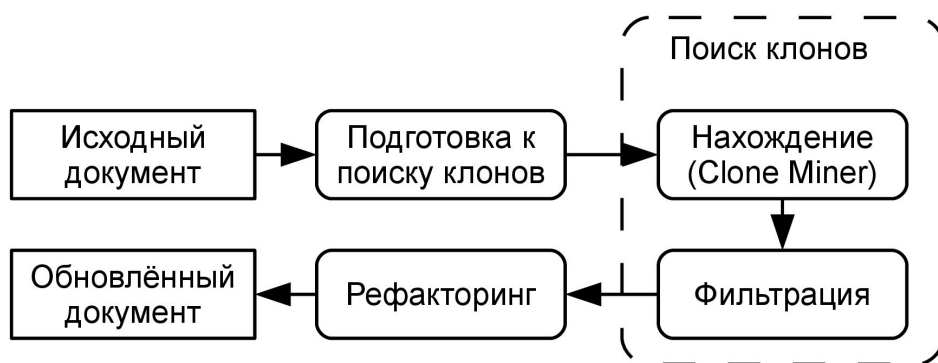 Поиск клонов
Исходный
документ
Подготовка к
поиску клонов
Нахождение
(Clone Miner)
Обновлённый
документ
Рефакторинг
Фильтрация